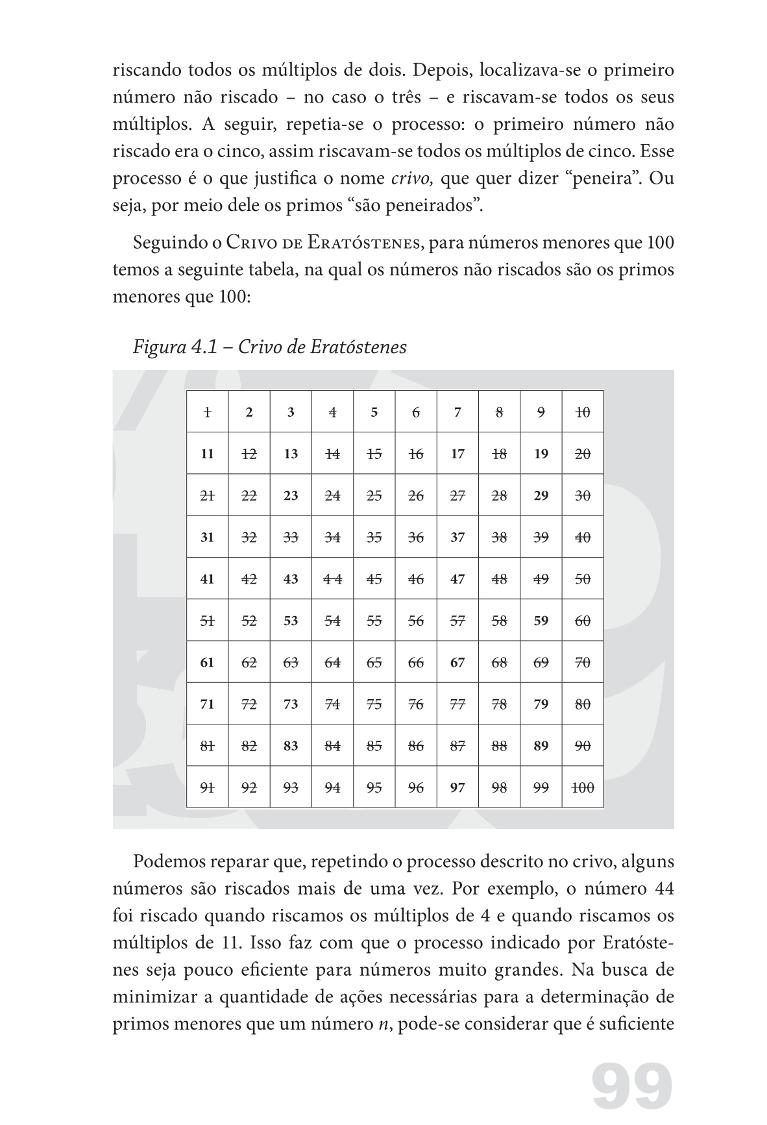 riscando todos os múltiplos de dois. Depois, localizava-se o primeiro
número não riscado – no caso o três – e riscavam-se todos os seus
múltiplos. A seguir, repetia-se o processo: o primeiro número não
riscado era o cinco, assim riscavam-se todos os múltiplos de cinco. Esse
processo é o que justifica o nome crivo, que quer dizer “peneira”. Ou
seja, por meio dele os primos “são peneirados”.
Seguindo o Crivo de Eratóstenes, para números menores que 100
temos a seguinte tabela, na qual os números não riscados são os primos
menores que 100:
Figura 4.1 – Crivo de Eratóstenes
1 2 3 4 5 6 7 8 9 10
11 12 13 14 15 16 17 18 19 20
21 22 23 24 25 26 27 28 29 30
31 32 33 34 35 36 37 38 39 40
41 42 43 44 45 46 47 48 49 50
51 52 53 54 55 56 57 58 59 60
61 62 63 64 65 66 67 68 69 70
71 72 73 74 75 76 77 78 79 80
81 82 83 84 85 86 87 88 89 90
91 92 93 94 95 96 97 98 99 100
Podemos reparar que, repetindo o processo descrito no crivo, alguns
números são riscados mais de uma vez. Por exemplo, o número 44
foi riscado quando riscamos os múltiplos de 4 e quando riscamos os
múltiplos de 11. Isso faz com que o processo indicado por Eratóste-
nes seja pouco eficiente para números muito grandes. Na busca de
minimizar a quantidade de ações necessárias para a determinação de
primos menores que um número n, pode-se considerar que é suficiente
99